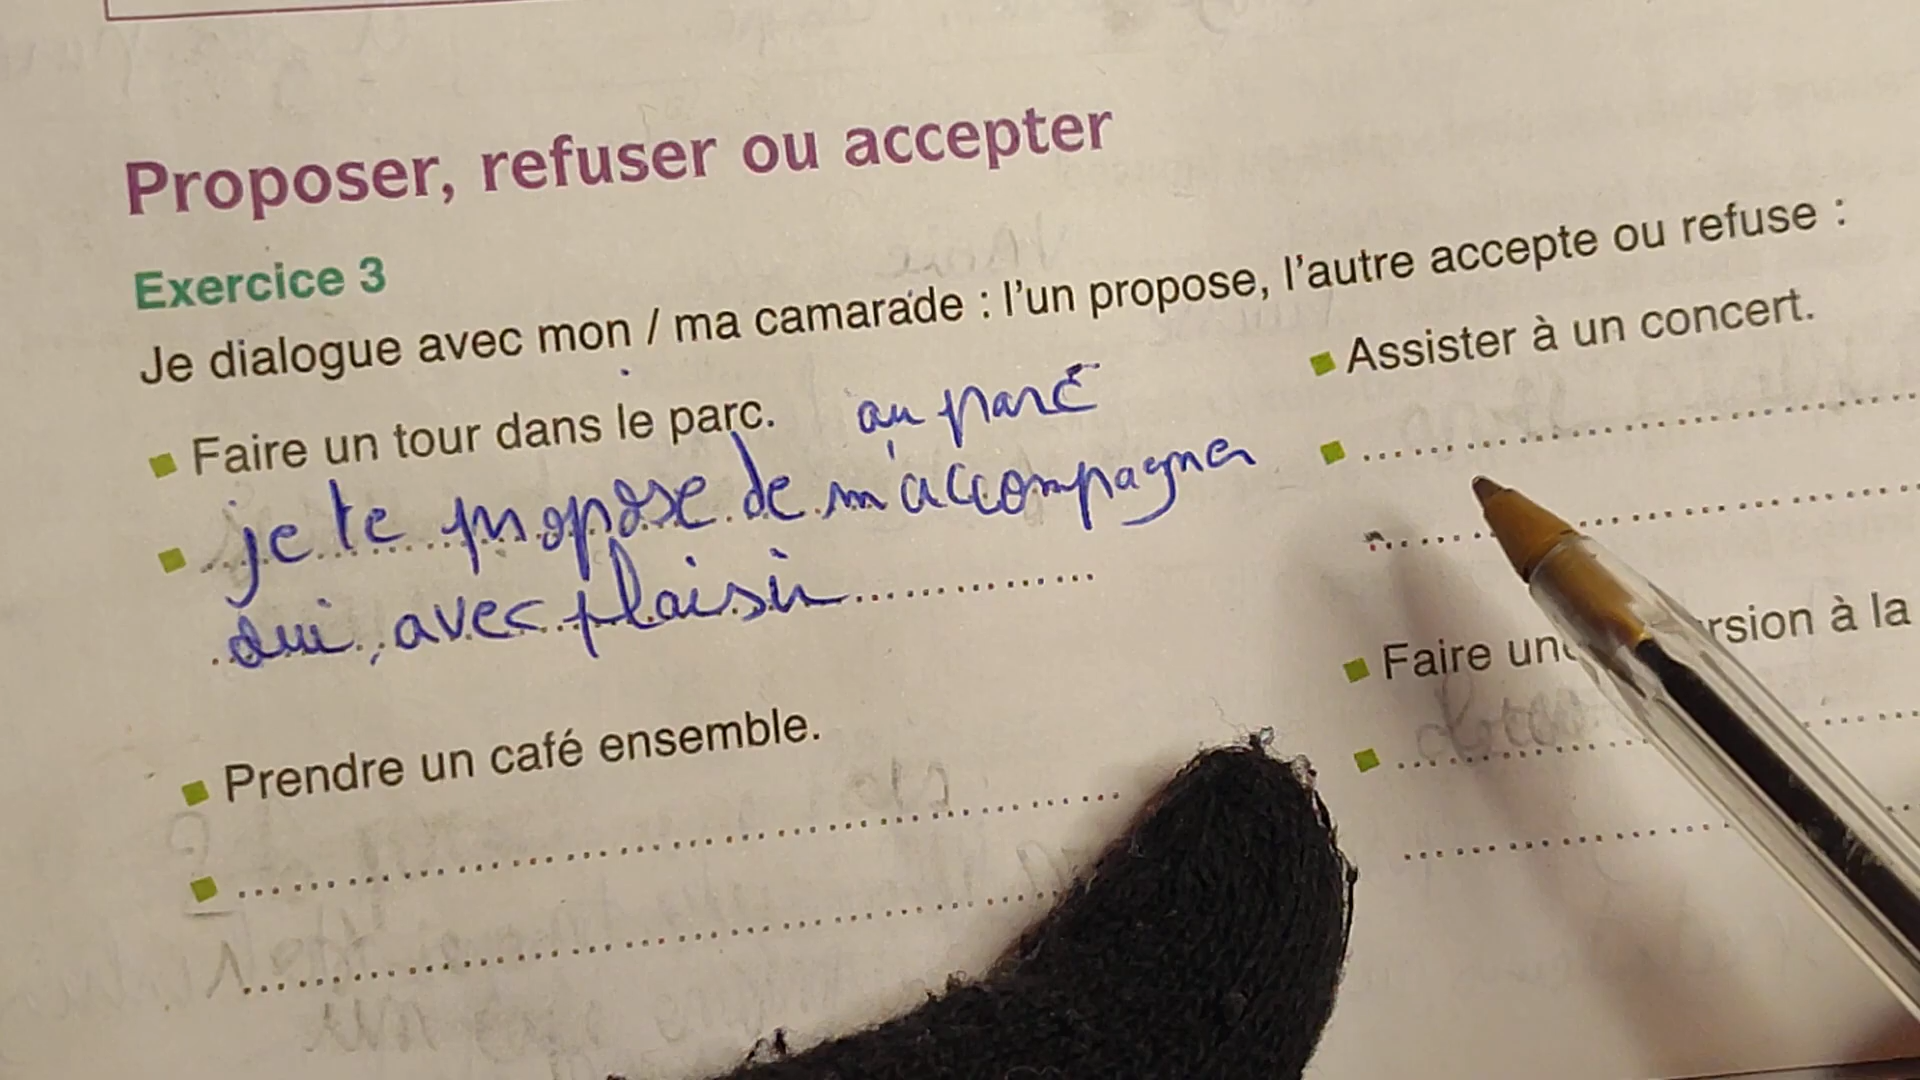 Proposer, refuser ou accepter
Exercice 3
Je dialogue avec mon / ma camarade : l'un propose, l'autre accepte ou refuse :
Faire un tour dans le parc.
au parc
je te propose de m'accompagner
oui, avec plaisir
Prendre un café ensemble.
Assister à un concert.
Faire une rsion à la